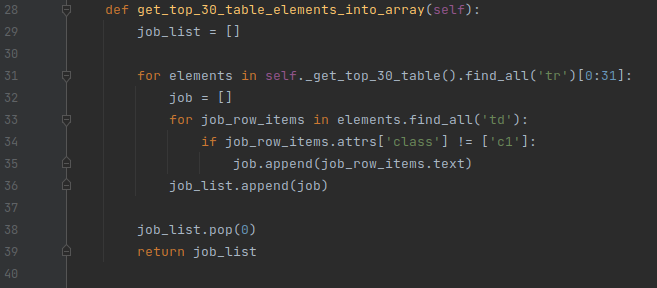 28 def get_top_30_table_elements_into_array(self):
29 job_list = []
30
31 for elements in self._get_top_30_table().find_all('tr')[0:31]:
32 job = []
33 for job_row_items in elements.find_all('td'):
34 if job_row_items.attrs['class'] != ['c1']:
35 job.append(job_row_items.text)
36 job_list.append(job)
37
38 job_list.pop(0)
39 return job_list
40